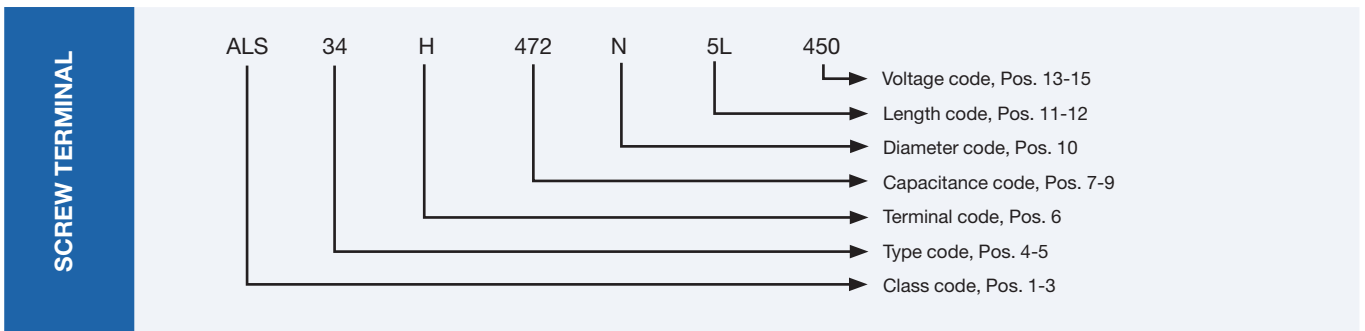 SCREW TERMINAL
ALS 34 H 472 N 5L 450
Voltage code, Pos. 13-15
Length code, Pos. 11-12
Diameter code, Pos. 10
Capacitance code, Pos. 7-9
Terminal code, Pos. 6
Type code, Pos. 4-5
Class code, Pos. 1-3